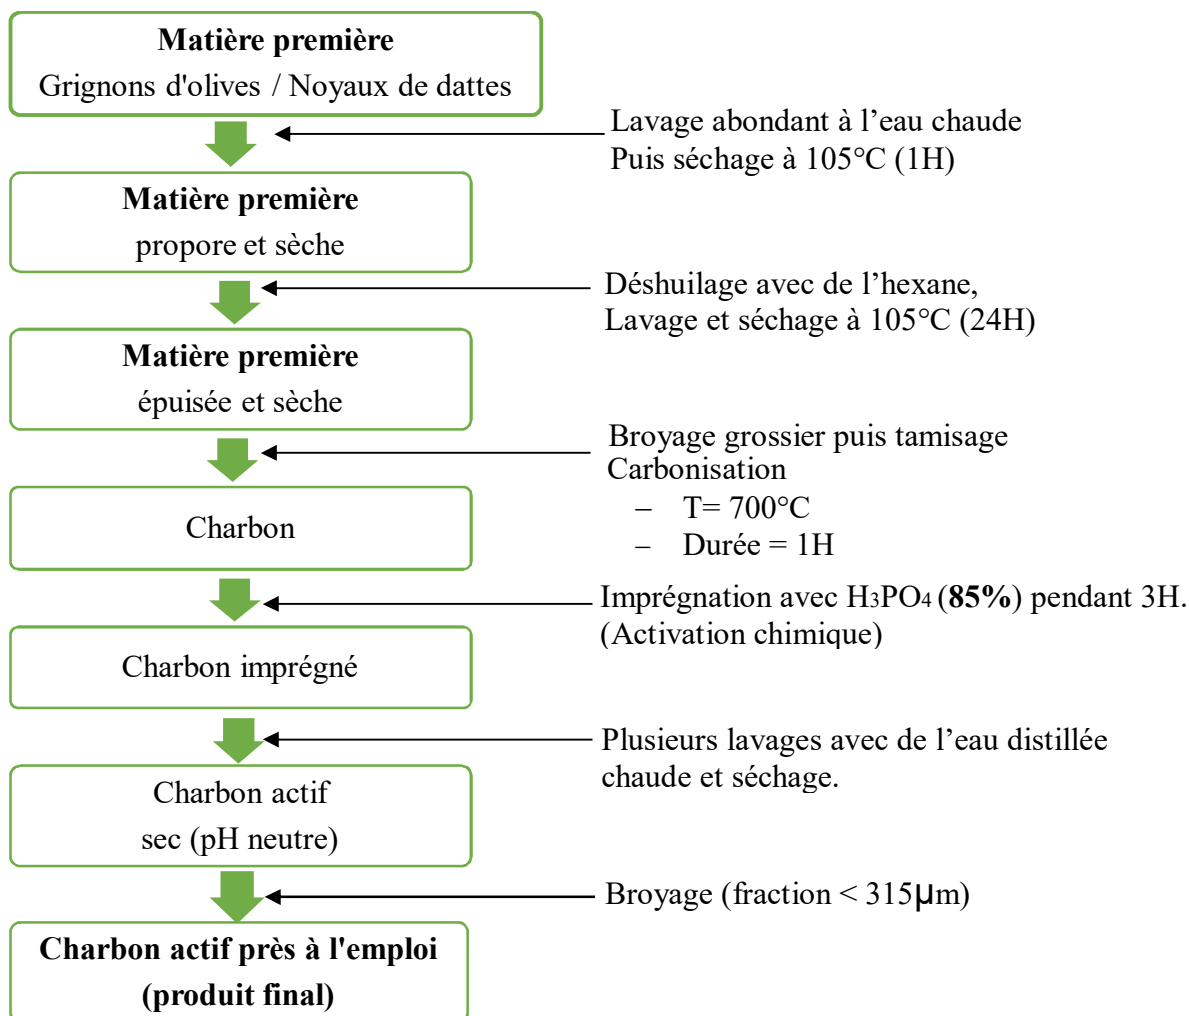 Matière première
Grignons d'olives / Noyaux de dattes
Lavage abondant à l’eau chaude
Puis séchage à 105°C (1H)
Matière première
propore et sèche
Déshuilage avec de l’hexane,
Lavage et séchage à 105°C (24H)
Matière première
épuisée et sèche
Broyage grossier puis tamisage
Carbonisation
– T= 700°C
– Durée = 1H
Charbon
Imprégnation avec H₃PO₄ (85%) pendant 3H.
(Activation chimique)
Charbon imprégné
Plusieurs lavages avec de l’eau distillée
chaude et séchage.
Charbon actif
sec (pH neutre)
Broyage (fraction < 315µm)
Charbon actif près à l'emploi
(produit final)